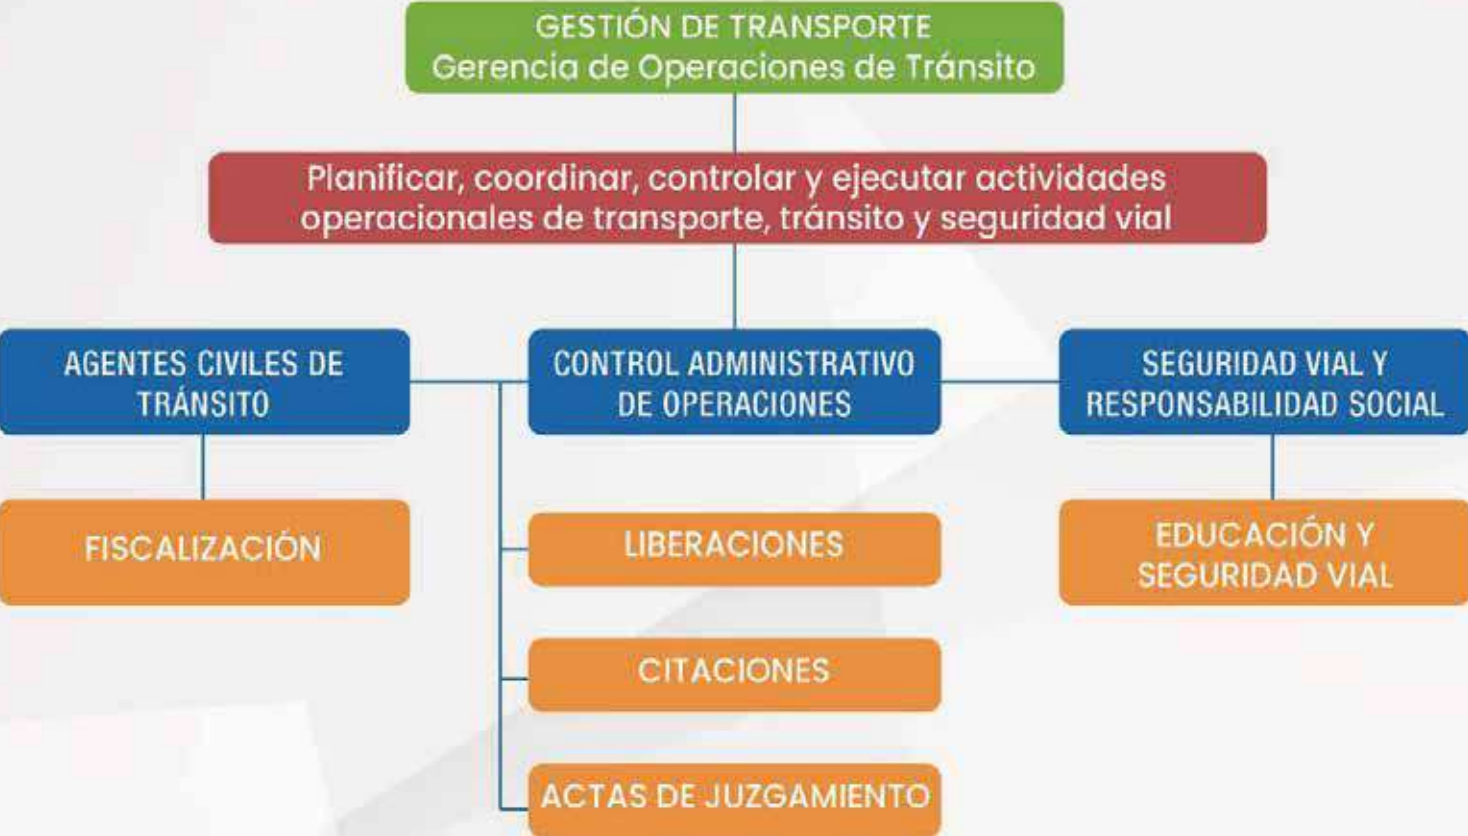 GESTIÓN DE TRANSPORTE
Gerencia de Operaciones de Tránsito
Planificar, coordinar, controlar y ejecutar actividades
operacionales de transporte, tránsito y seguridad vial
AGENTES CIVILES DE
TRÁNSITO
CONTROL ADMINISTRATIVO
DE OPERACIONES
SEGURIDAD VIAL Y
RESPONSABILIDAD SOCIAL
FISCALIZACIÓN
LIBERACIONES
CITACIONES
ACTAS DE JUZGAMIENTO
EDUCACIÓN Y
SEGURIDAD VIAL